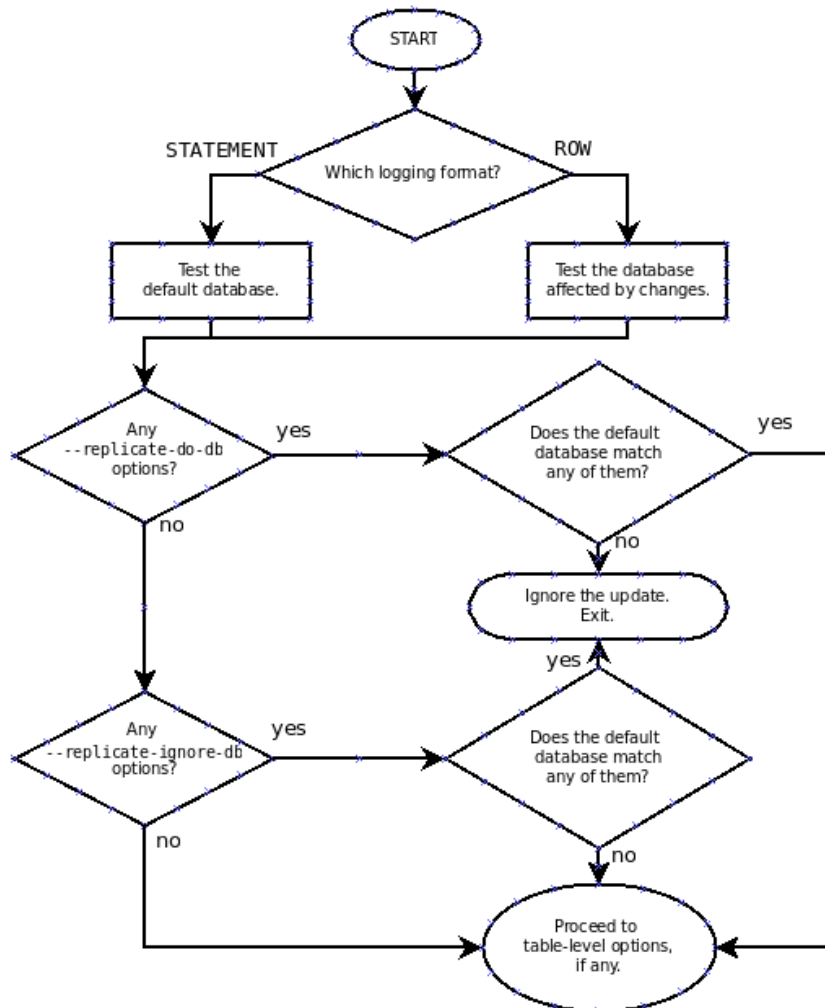 START
STATEMENT
ROW
Which logging format?
Test the
default database.
Test the database
affected by changes.
Any
--replicate-do-db
options?
yes
Does the default
database match
any of them?
yes
no
no
Ignore the update.
Exit.
yes
Any
--replicate-ignore-db
options?
yes
Does the default
database match
any of them?
no
no
Proceed to
table-level options,
if any.